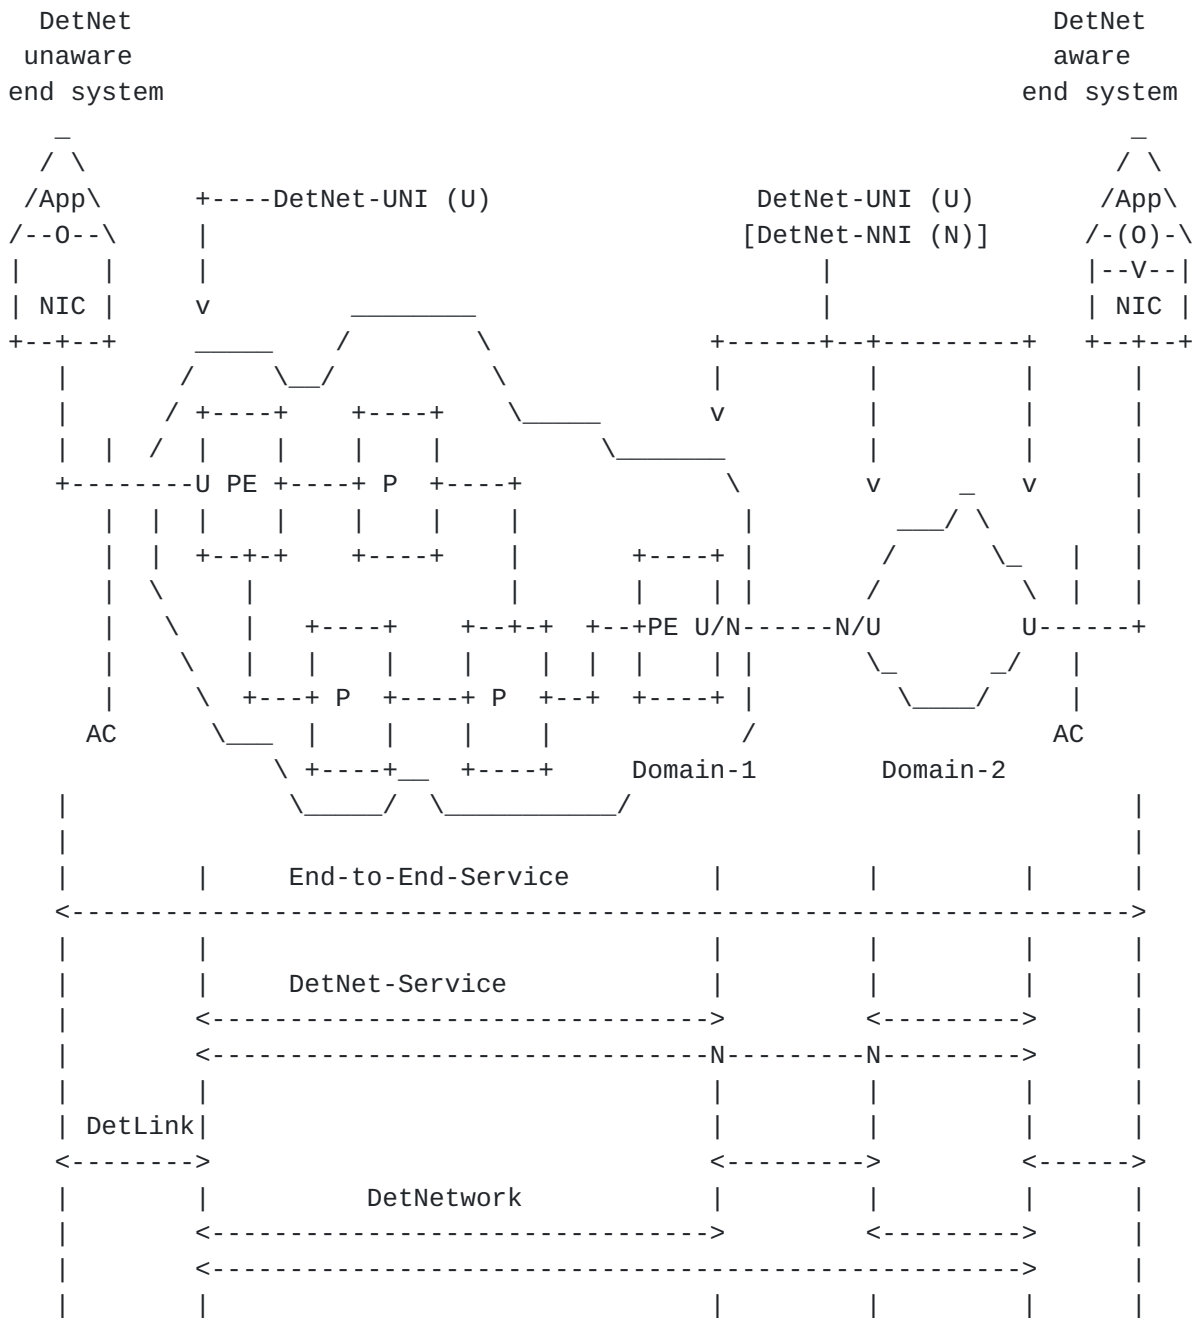 DetNet DetNet
unaware aware
end system end system
/App\ +----DetNet-UNI (U) DetNet-UNI (U) /App\
/--O--\ [DetNet-NNI (N)] /-(O)-\
|--V--|
| NIC | v | NIC |
v
U PE P v v
PE U/N------N/U U
P P
AC AC
Domain-1 Domain-2
End-to-End-Service
DetNet-Service
N N
DetLink
DetNetwork